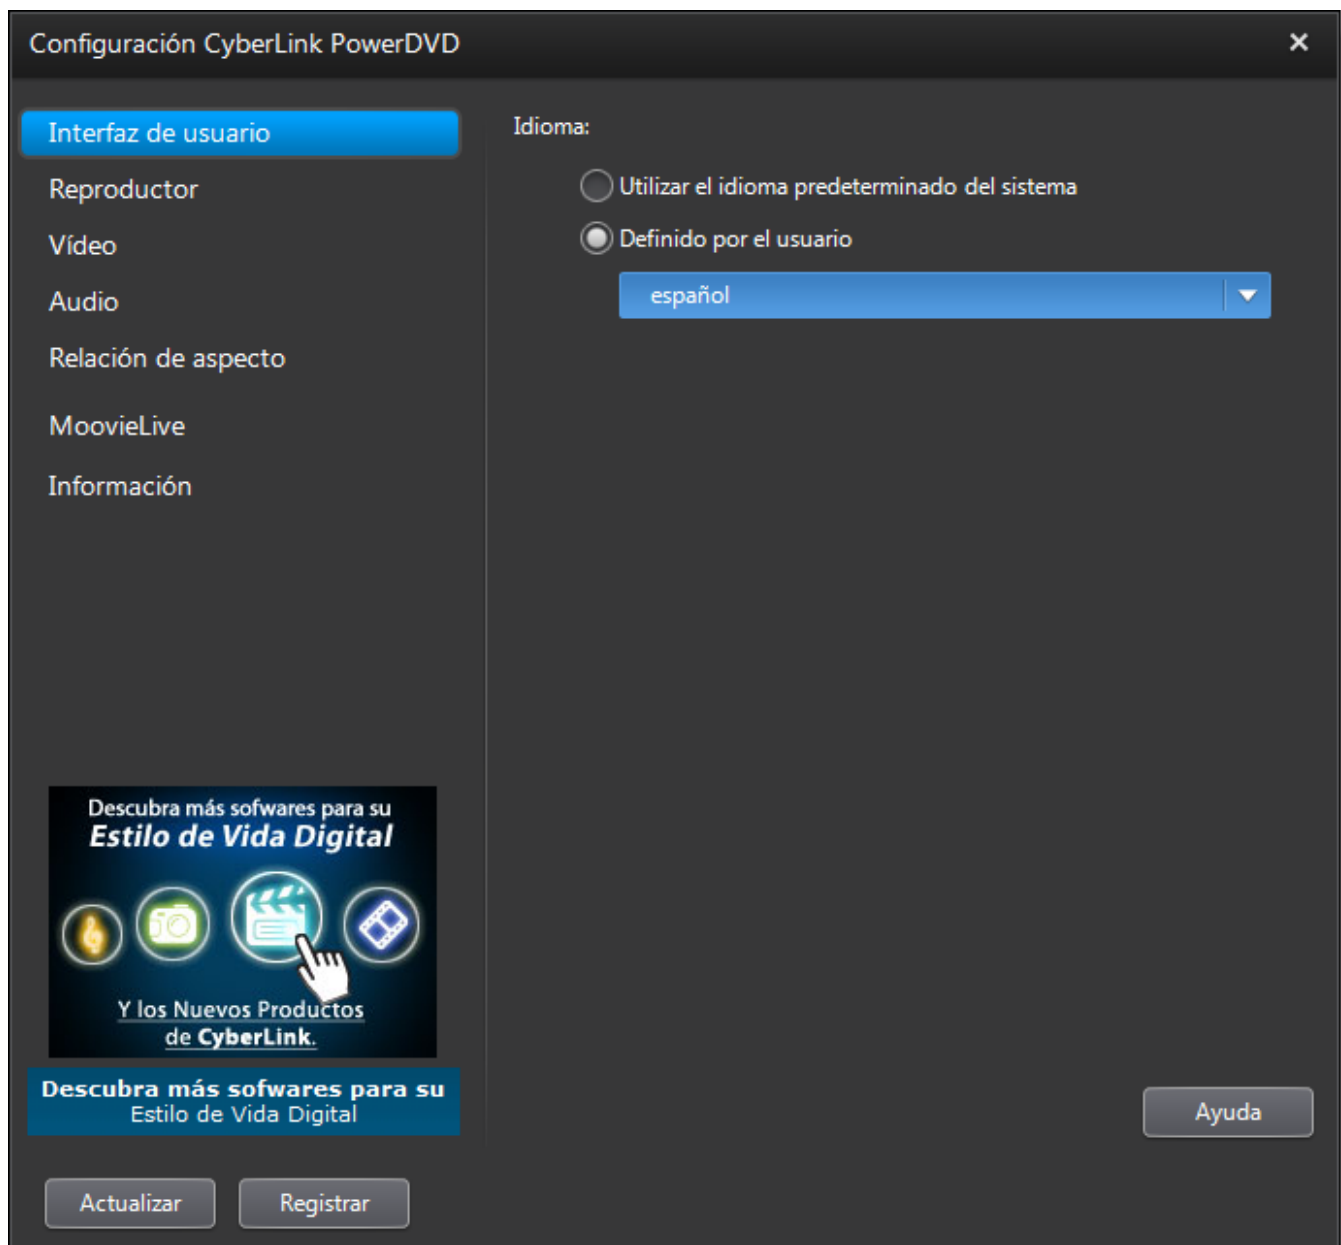 Configuración CyberLink PowerDVD
Interfaz de usuario
Reproductor
Vídeo
Audio
Relación de aspecto
MoovieLive
Información
Idioma:
Utilizar el idioma predeterminado del sistema
Definido por el usuario
español
Descubra más sofwares para su
Estilo de Vida Digital
Y los Nuevos Productos
de CyberLink.
Descubra más sofwares para su
Estilo de Vida Digital
Ayuda
Actualizar
Registrar